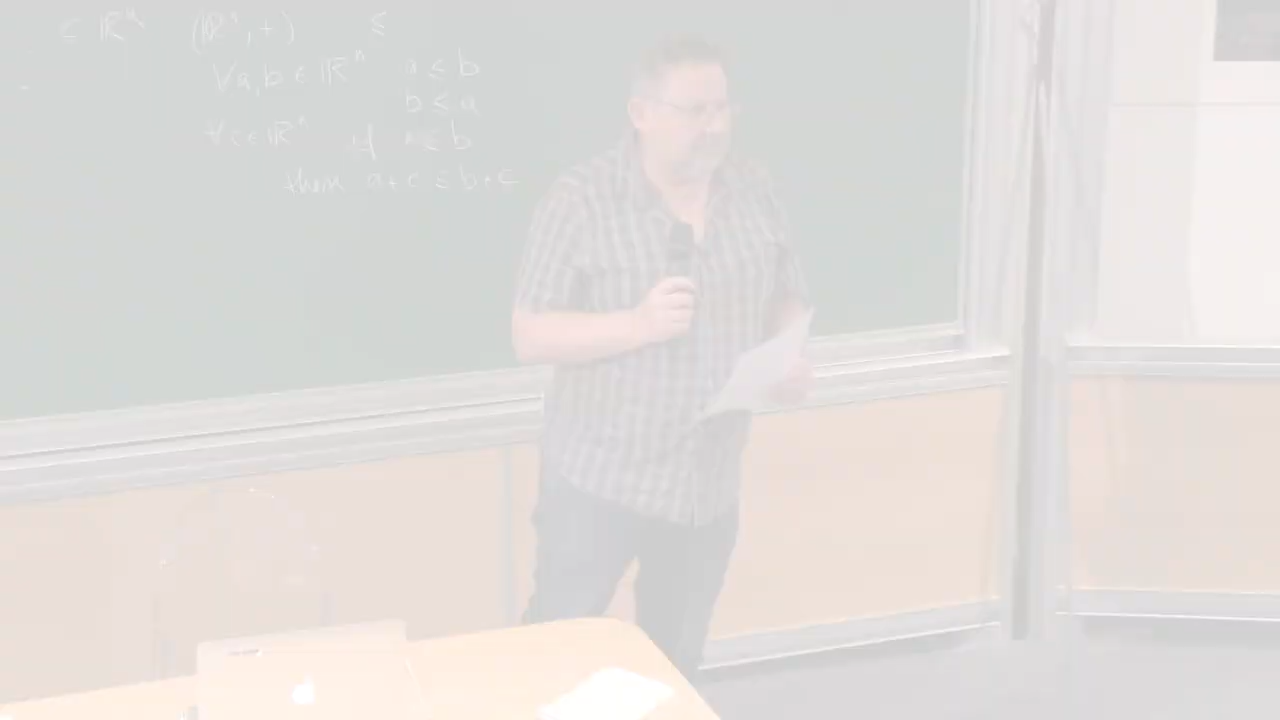 ⊆ ℝⁿ (ℝⁿ, +) ≤
∀a,b ∈ ℝⁿ a ≤ b
b ≤ a
∀c ∈ ℝⁿ if a ≤ b
then a + c ≤ b + c